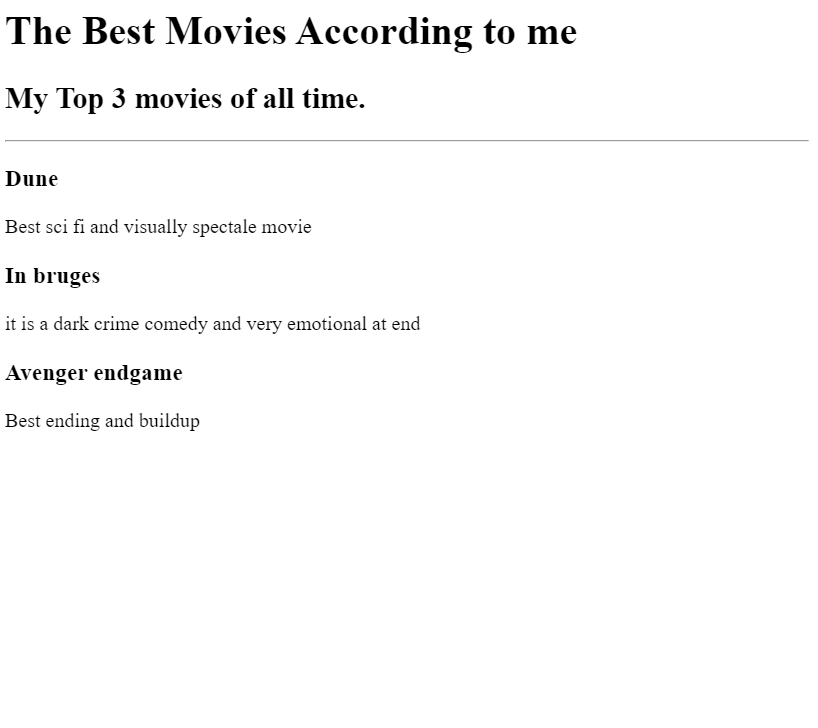 The Best Movies According to me
My Top 3 movies of all time.
Dune
Best sci fi and visually spectale movie
In bruges
it is a dark crime comedy and very emotional at end
Avenger endgame
Best ending and buildup